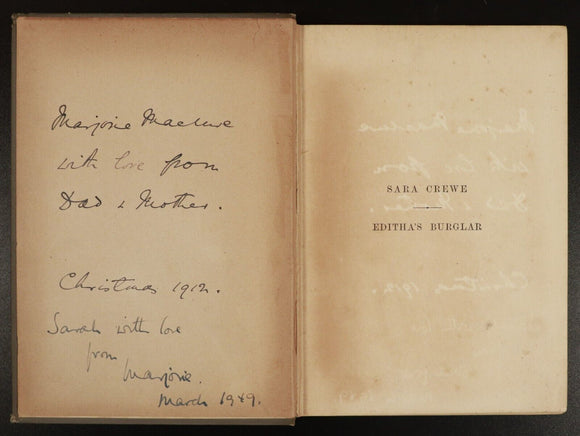 Marjorie Maclure
with love from
Dad & Mother.
Christmas 1912.
Sarah with love
from
Marjorie.
March 1949.
SARA CREWE
EDITHA'S BURGLAR